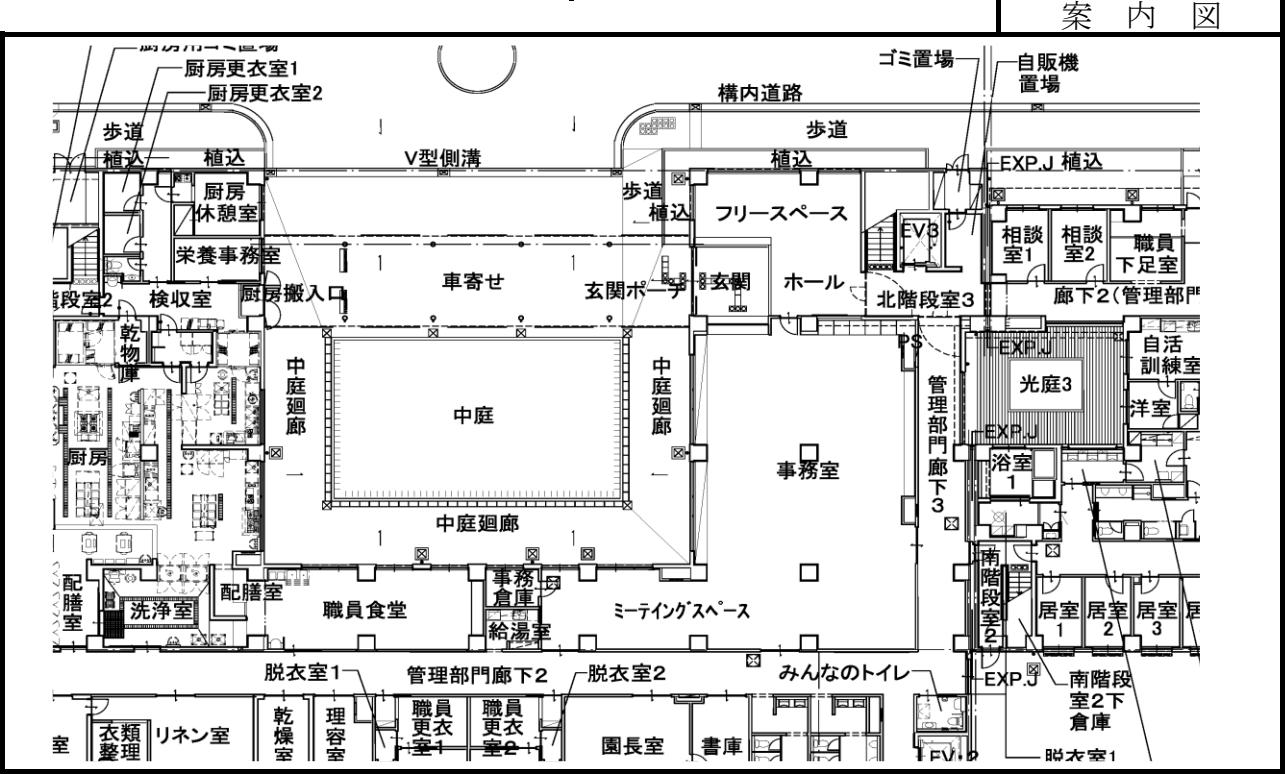 案内図
厨房用ゴミ置場
厨房更衣室1
厨房更衣室2
ゴミ置場
自販機
置場
構内道路
歩道
歩道
植込
植込
V型側溝
植込
EXP.J
植込
厨房
休憩室
歩道
植込
フリースペース
EV3
相談
室1
相談
室2
職員
下足室
栄養事務室
車寄せ
玄関ポーチ
玄関
ホール
北階段室3
廊下2(管理部門
階段室2
検収室
厨房搬入口
乾物庫
PS
EXP.J
自活
訓練室
中庭廻廊
中庭
中庭廻廊
管理部門廊下3
光庭3
洋室
EXP.J
厨房
事務室
浴室
1
中庭廻廊
配膳室
洗浄室
配膳室
職員食堂
事務
倉庫
給湯室
ミーティングスペース
南階段室2
居室
1
居室
2
居室
3
脱衣室1
管理部門廊下2
脱衣室2
みんなのトイレ
EXP.J
南階段
室2下
倉庫
室
衣類
整理
リネン室
乾燥室
理容室
職員
更衣
室1
職員
更衣
室2
園長室
書庫
EV・2
脱衣室1